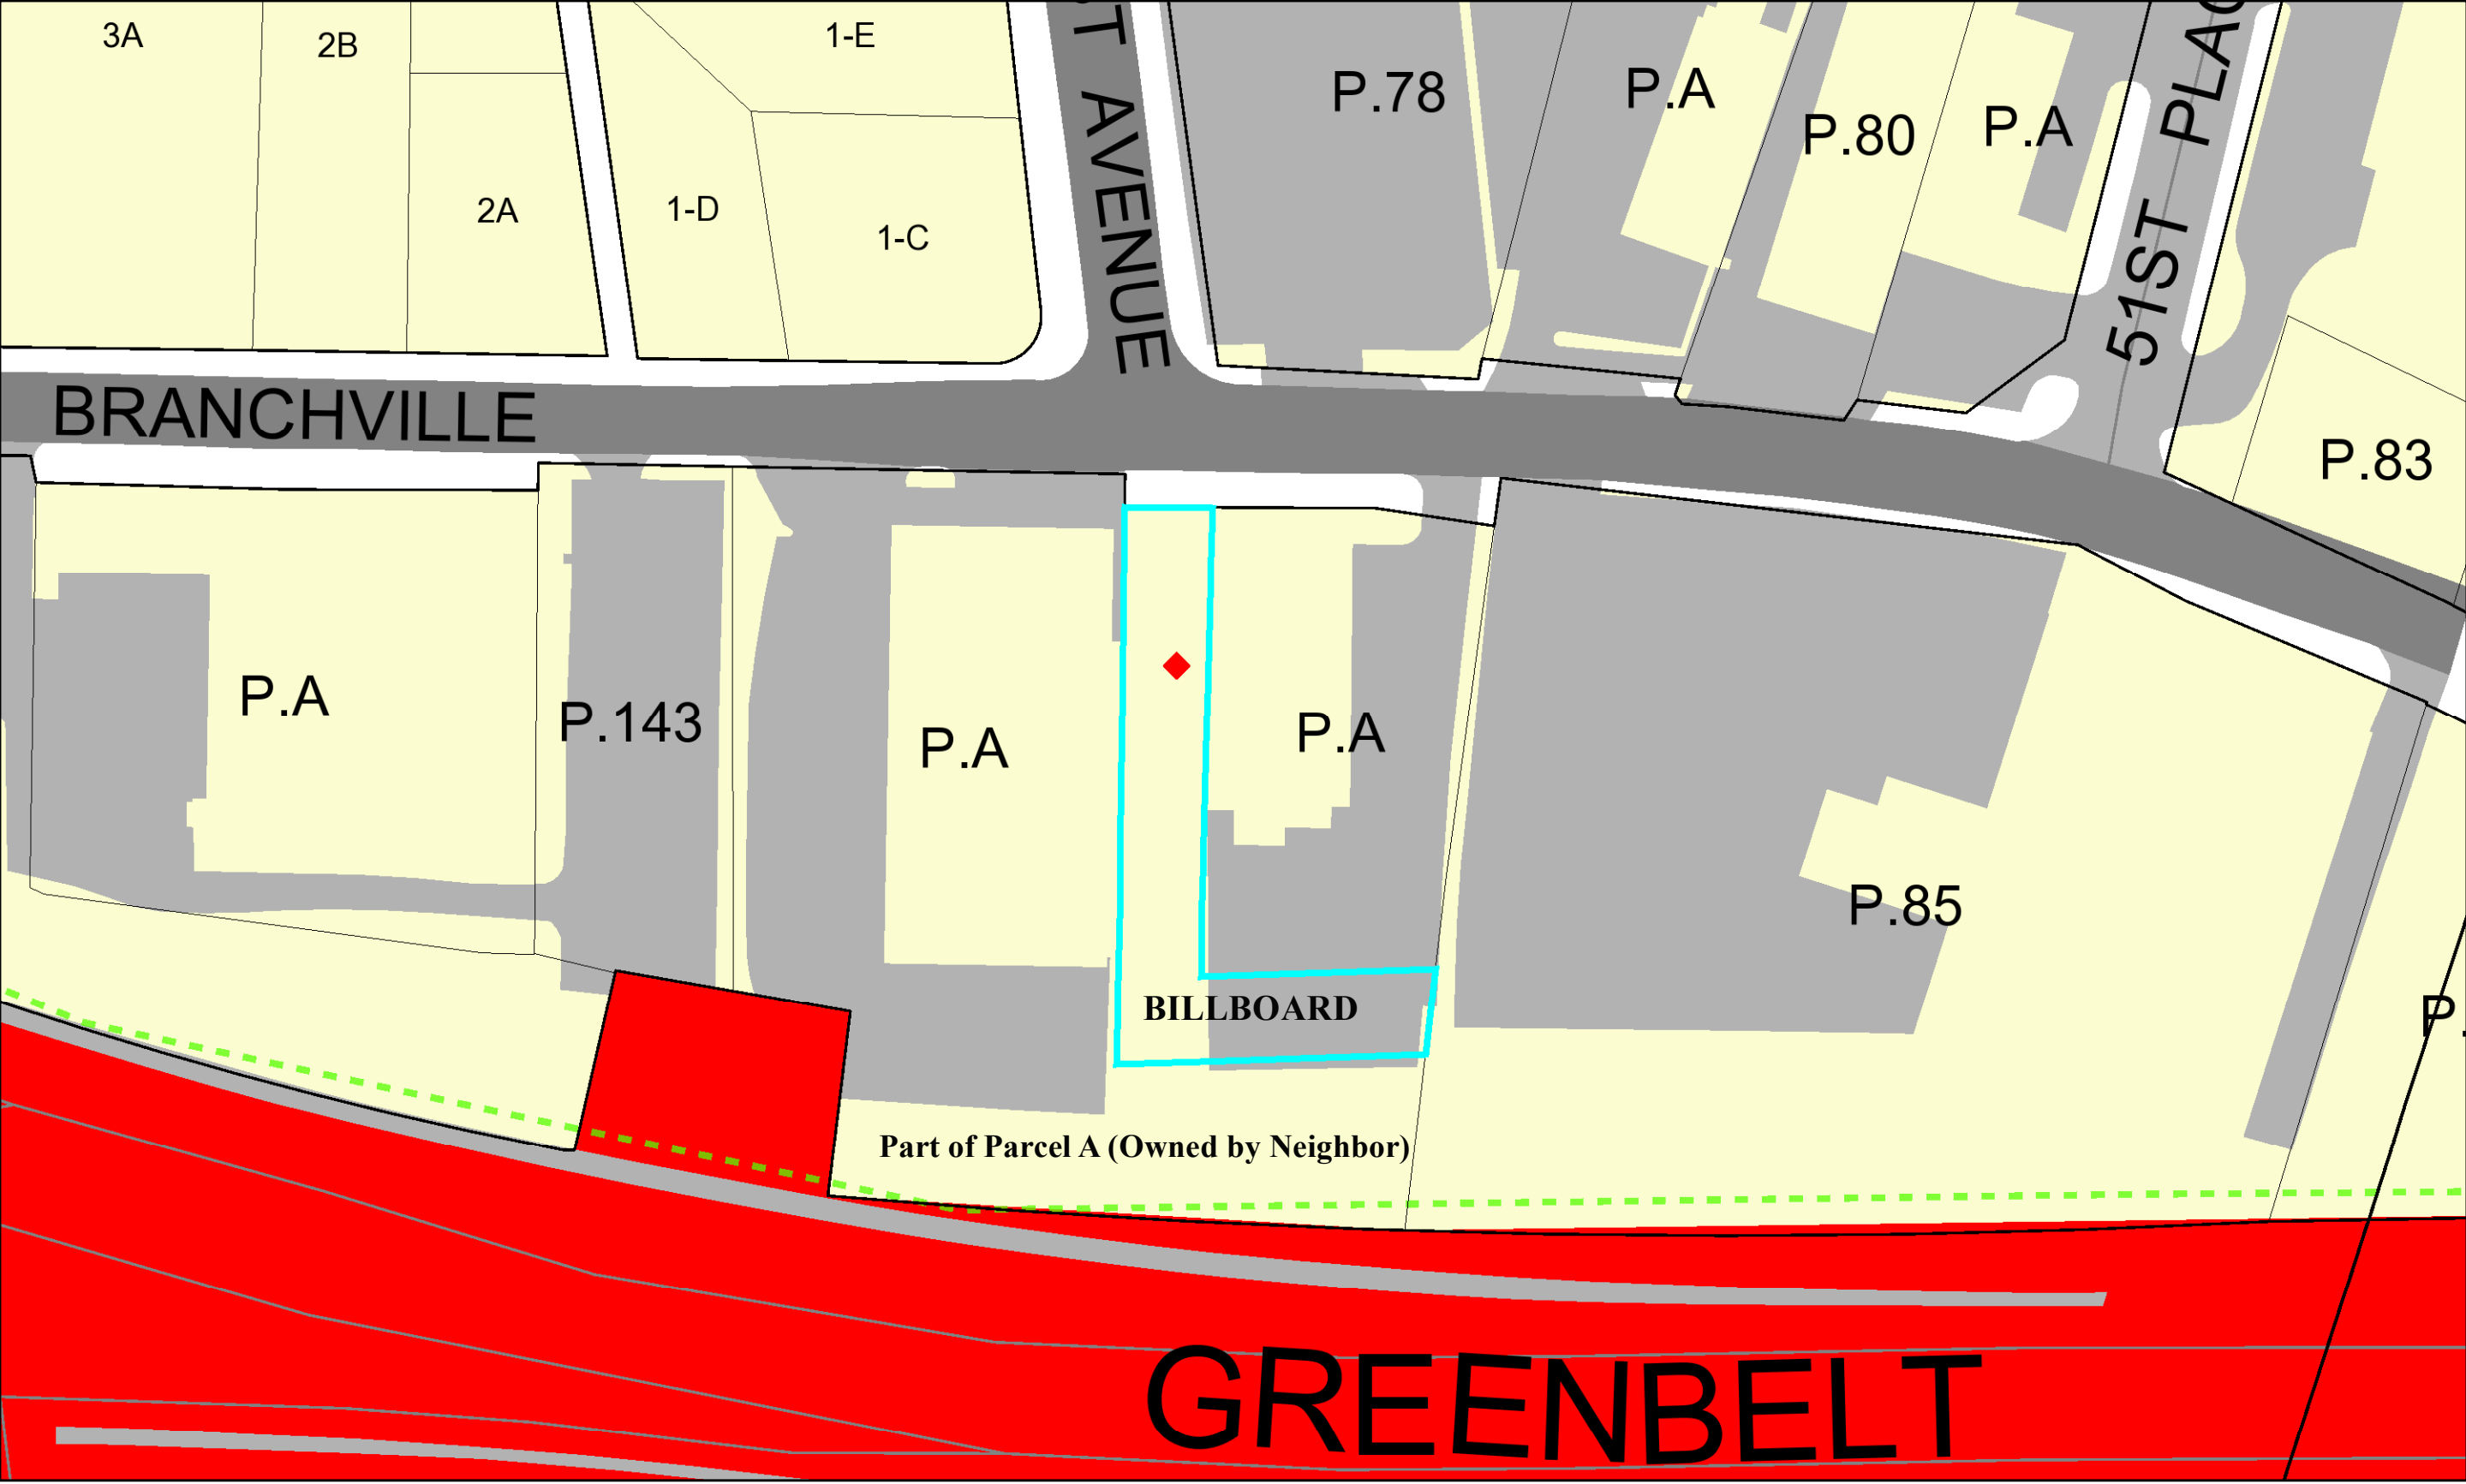 3A
2B
1-E
2A
1-D
1-C
AVENUE
P.78
P.A
P.80
P.A
51ST
BRANCHVILLE
P.83
P.A
P.143
P.A
P.A
P.85
BILLBOARD
Part of Parcel A (Owned by Neighbor)
GREENBELT